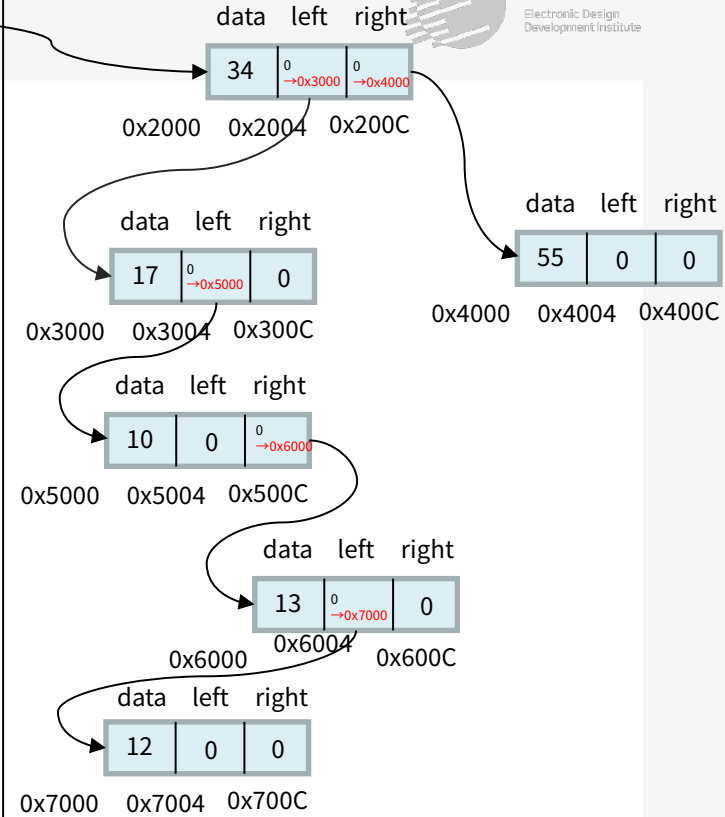 data left right
Electronic Design
Development Institute
34 0 →0x3000 0 →0x4000
0x2000 0x2004 0x200C
data left right
55 0 0
0x4000 0x4004 0x400C
data left right
17 0 →0x5000 0
0x3000 0x3004 0x300C
data left right
10 0 0 →0x6000
0x5000 0x5004 0x500C
data left right
13 0 →0x7000 0
0x6000 0x6004 0x600C
data left right
12 0 0
0x7000 0x7004 0x700C